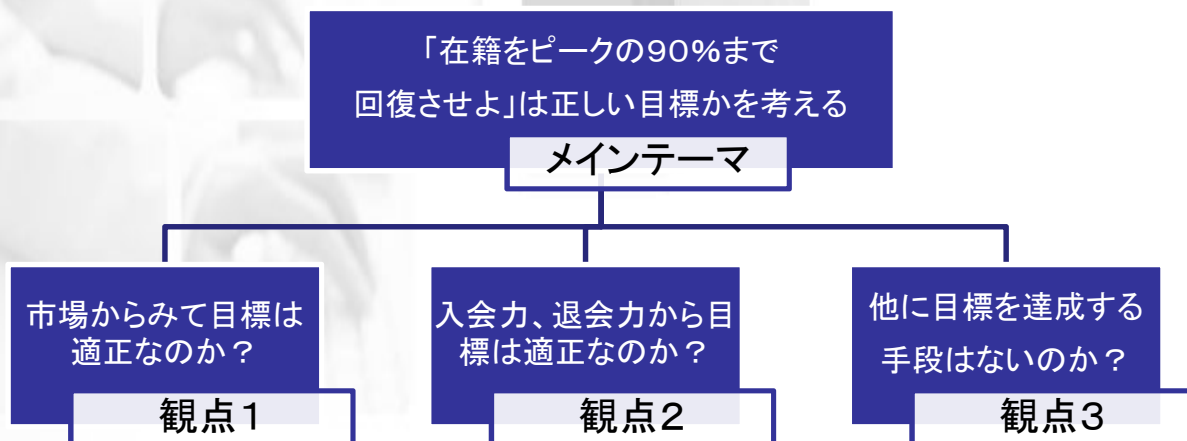 「在籍をピークの90%まで
回復させよ」は正しい目標かを考える
メインテーマ
市場からみて目標は
適正なのか?
観点1
入会力、退会力から目
標は適正なのか?
観点2
他に目標を達成する
手段はないのか?
観点3